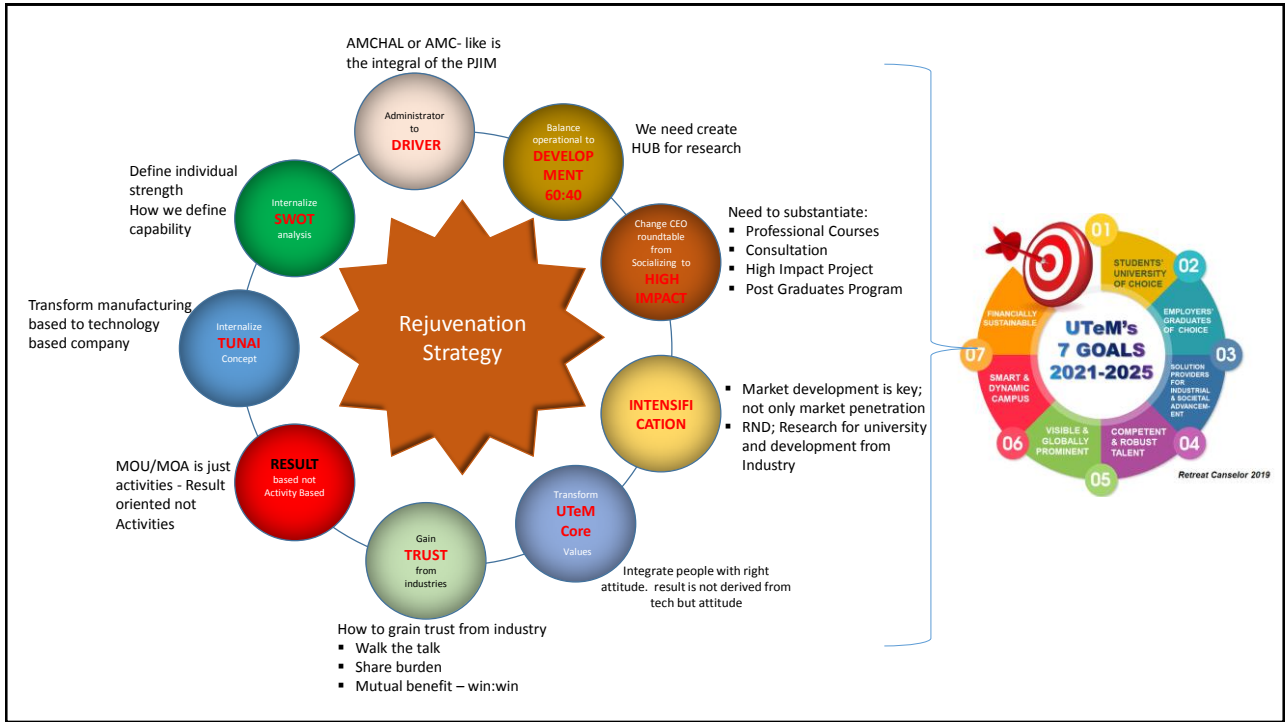 AMCHAL or AMC- like is
the integral of the PJIM
Administrator
to
DRIVER
Balance
operational to
DEVELOP
MENT
60:40
We need create
HUB for research
Change CEO
roundtable
from
Socializing to
HIGH
IMPACT
Need to substantiate:
▪ Professional Courses
▪ Consultation
▪ High Impact Project
▪ Post Graduates Program
INTENSIFI
CATION
▪ Market development is key;
not only market penetration
▪ RND; Research for university
and development from
Industry
Transform
UTeM
Core
Values
Integrate people with right
attitude. result is not derived from
tech but attitude
Gain
TRUST
from
industries
How to grain trust from industry
▪ Walk the talk
▪ Share burden
▪ Mutual benefit – win:win
RESULT
based not
Activity Based
MOU/MOA is just
activities - Result
oriented not
Activities
Internalize
TUNAI
Concept
Transform manufacturing
based to technology
based company
Internalize
SWOT
analysis
Define individual
strength
How we define
capability
Rejuvenation
Strategy
UTeM's
7 GOALS
2021-2025
01
STUDENTS'
UNIVERSITY
OF CHOICE
02
EMPLOYERS'
GRADUATES
OF CHOICE
03
SOLUTION
PROVIDERS
FOR
INDUSTRIAL
& SOCIETAL
ADVANCEM-
ENT
04
COMPETENT
& ROBUST
TALENT
05
VISIBLE &
GLOBALLY
PROMINENT
06
SMART &
DYNAMIC
CAMPUS
07
FINANCIALLY
SUSTAINABLE
Retreat Canselor 2019